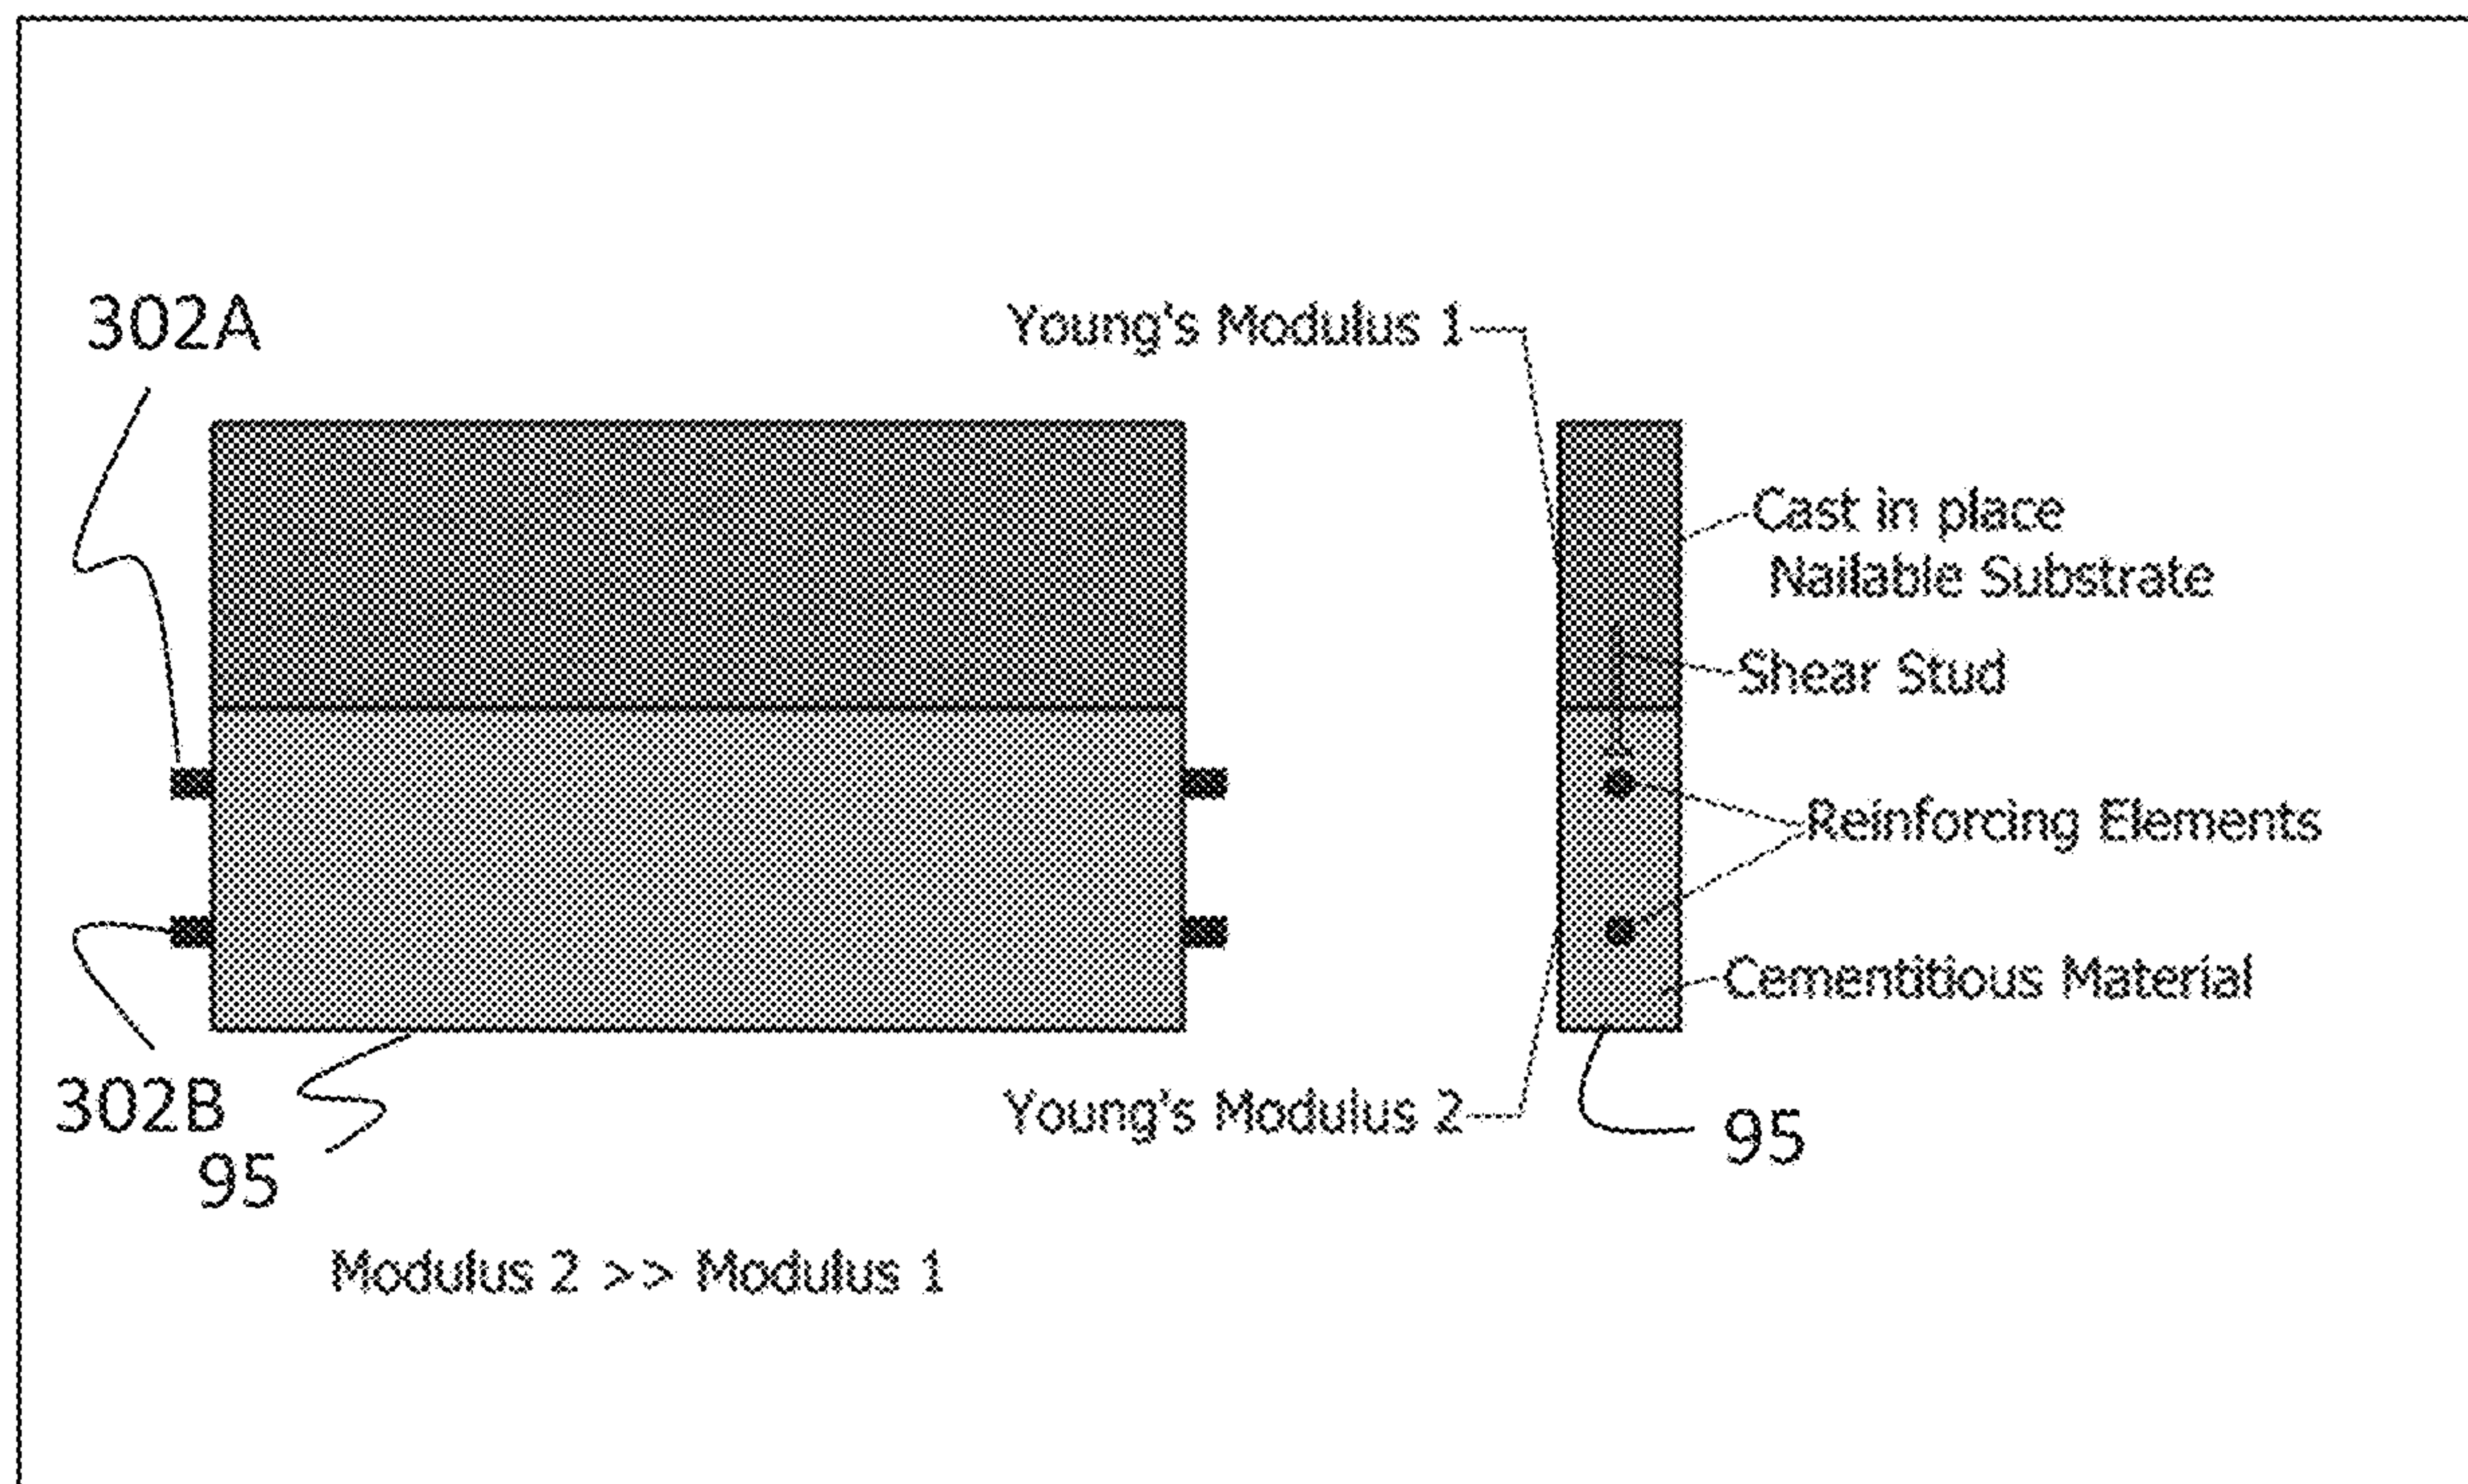 302A
Young's Modulus 1
Cast in place
Nailable Substrate
Shear Stud
Reinforcing Elements
Cementitious Material
302B
Young's Modulus 2
95
95
Modulus 2 >> Modulus 1